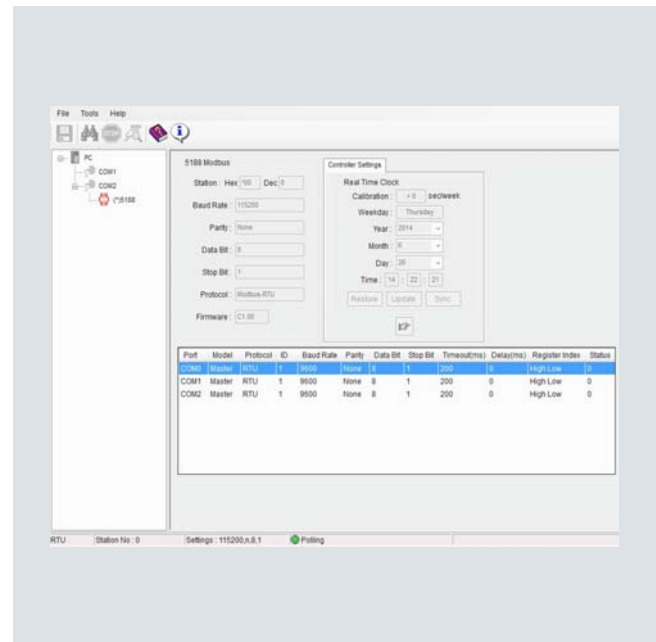 File Tools Help
PC
COM1
COM2
(*)5188
5188 Modbus
Station : Hex *00 Dec 0
Baud Rate : 115200
Parity : None
Data Bit : 8
Stop Bit : 1
Protocol : Modbus-RTU
Firmware : C1.00
Controller Settings
Real Time Clock
Calibration : + 0 sec/week
Weekday : Thursday
Year : 2014
Month : 6
Day : 26
Time : 14 : 22 : 21
Restore Update Sync
Port Model Protocol ID Baud Rate Parity Data Bit Stop Bit Timeout(ms) Delay(ms) Register Index Status
COM0 Master RTU 1 9600 None 8 1 200 0 High Low 0
COM1 Master RTU 1 9600 None 8 1 200 0 High Low 0
COM2 Master RTU 1 9600 None 8 1 200 0 High Low 0
RTU Station No : 0 Settings : 115200,n,8,1 Polling